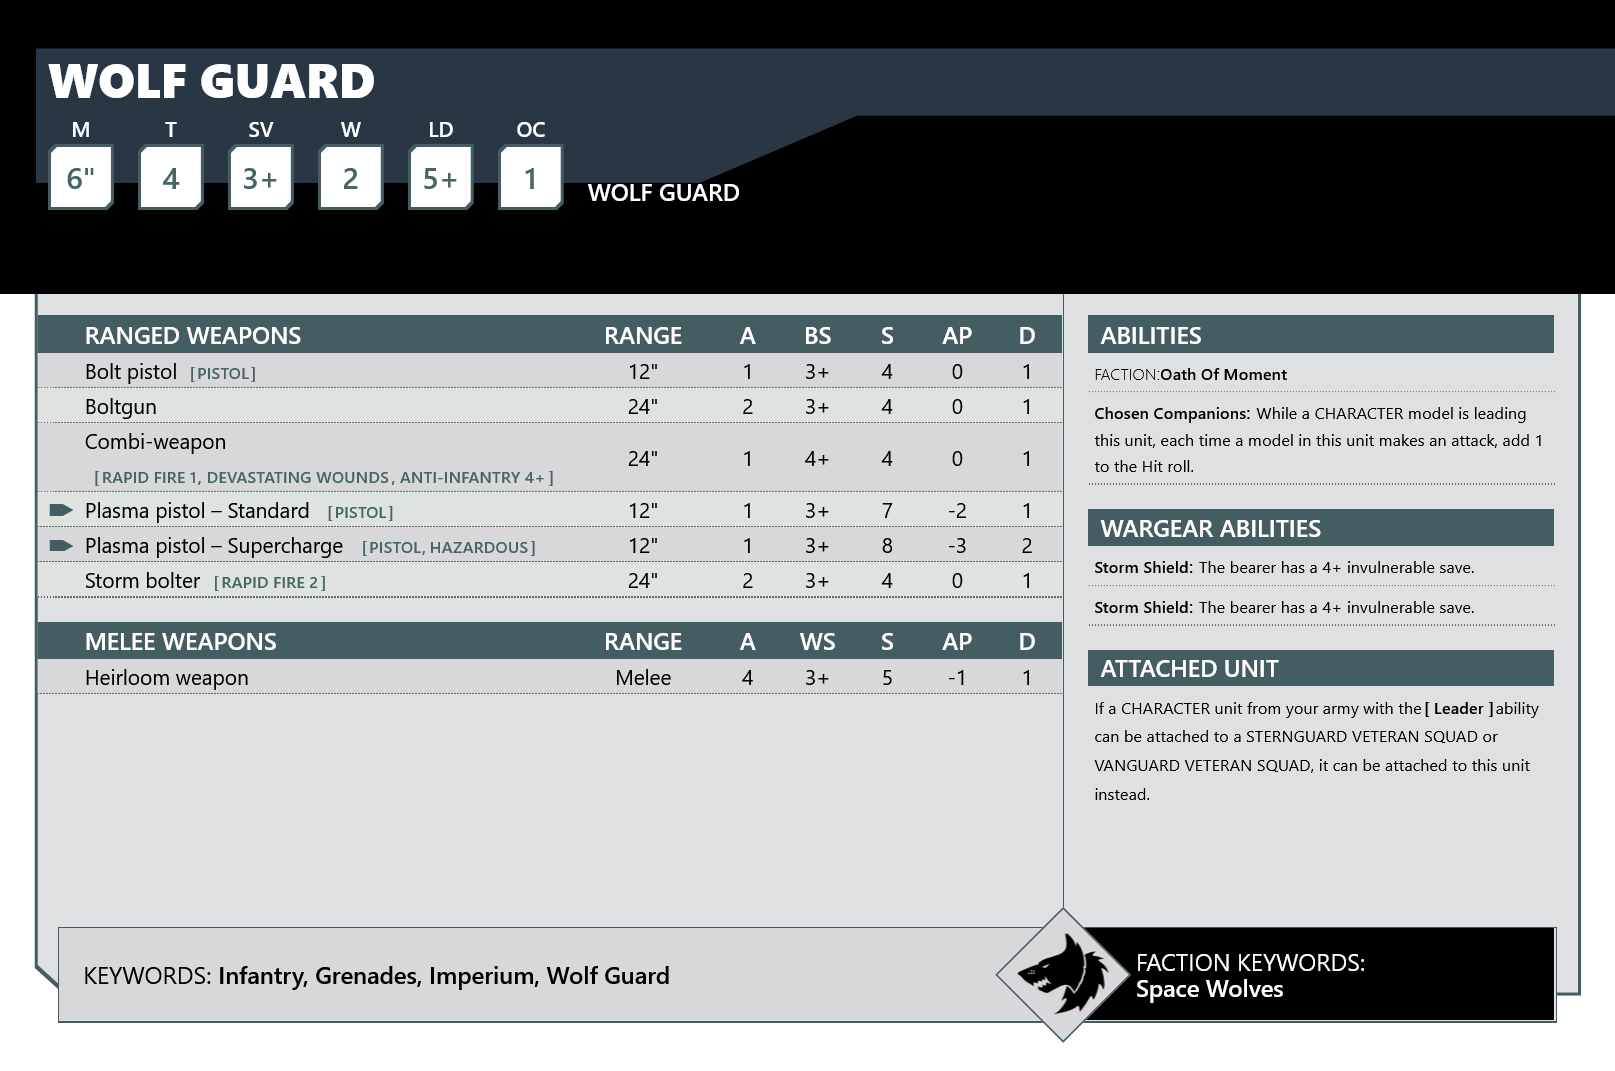 WOLF GUARD
M T SV W LD OC
6" 4 3+ 2 5+ 1 WOLF GUARD
RANGED WEAPONS RANGE A BS S AP D
Bolt pistol [PISTOL] 12" 1 3+ 4 0 1
Boltgun 24" 2 3+ 4 0 1
Combi-weapon
[RAPID FIRE 1, DEVASTATING WOUNDS, ANTI-INFANTRY 4+] 24" 1 4+ 4 0 1
Plasma pistol – Standard [PISTOL] 12" 1 3+ 7 -2 1
Plasma pistol – Supercharge [PISTOL, HAZARDOUS] 12" 1 3+ 8 -3 2
Storm bolter [RAPID FIRE 2] 24" 2 3+ 4 0 1
MELEE WEAPONS RANGE A WS S AP D
Heirloom weapon Melee 4 3+ 5 -1 1
ABILITIES
FACTION:Oath Of Moment
Chosen Companions: While a CHARACTER model is leading
this unit, each time a model in this unit makes an attack, add 1
to the Hit roll.
WARGEAR ABILITIES
Storm Shield: The bearer has a 4+ invulnerable save.
Storm Shield: The bearer has a 4+ invulnerable save.
ATTACHED UNIT
If a CHARACTER unit from your army with the [ Leader ] ability
can be attached to a STERNGUARD VETERAN SQUAD or
VANGUARD VETERAN SQUAD, it can be attached to this unit
instead.
KEYWORDS: Infantry, Grenades, Imperium, Wolf Guard
FACTION KEYWORDS:
Space Wolves